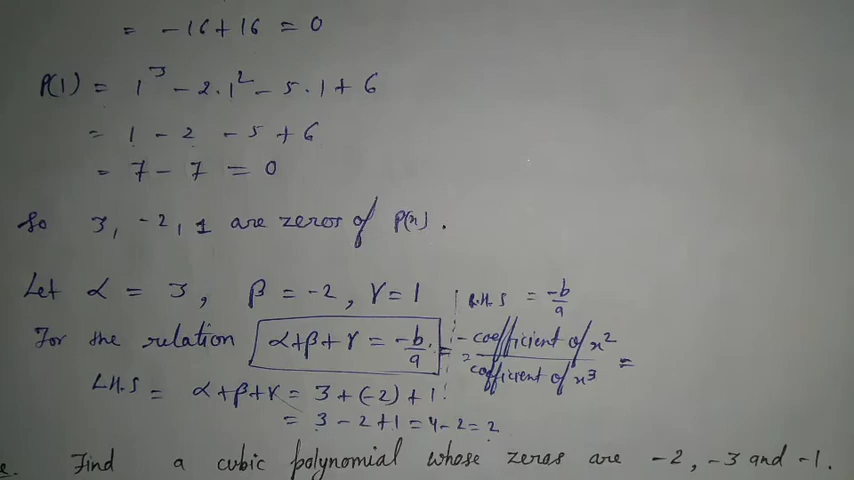 = -16+16 = 0
P(1) = 1³ - 2.1² - 5.1 + 6
= 1 - 2 - 5 + 6
= 7 - 7 = 0
So 3, -2, 1 are zeros of P(x).
Let α = 3, β = -2, γ = 1
R.H.S = -b/a
For the relation α+β+γ = -b/a = - coefficient of x² / cofficient of x³ =
L.H.S = α+β+γ = 3 + (-2) + 1
= 3 - 2 + 1 = 4 - 2 = 2
Find a cubic polynomial whose zeros are -2, -3 and -1.